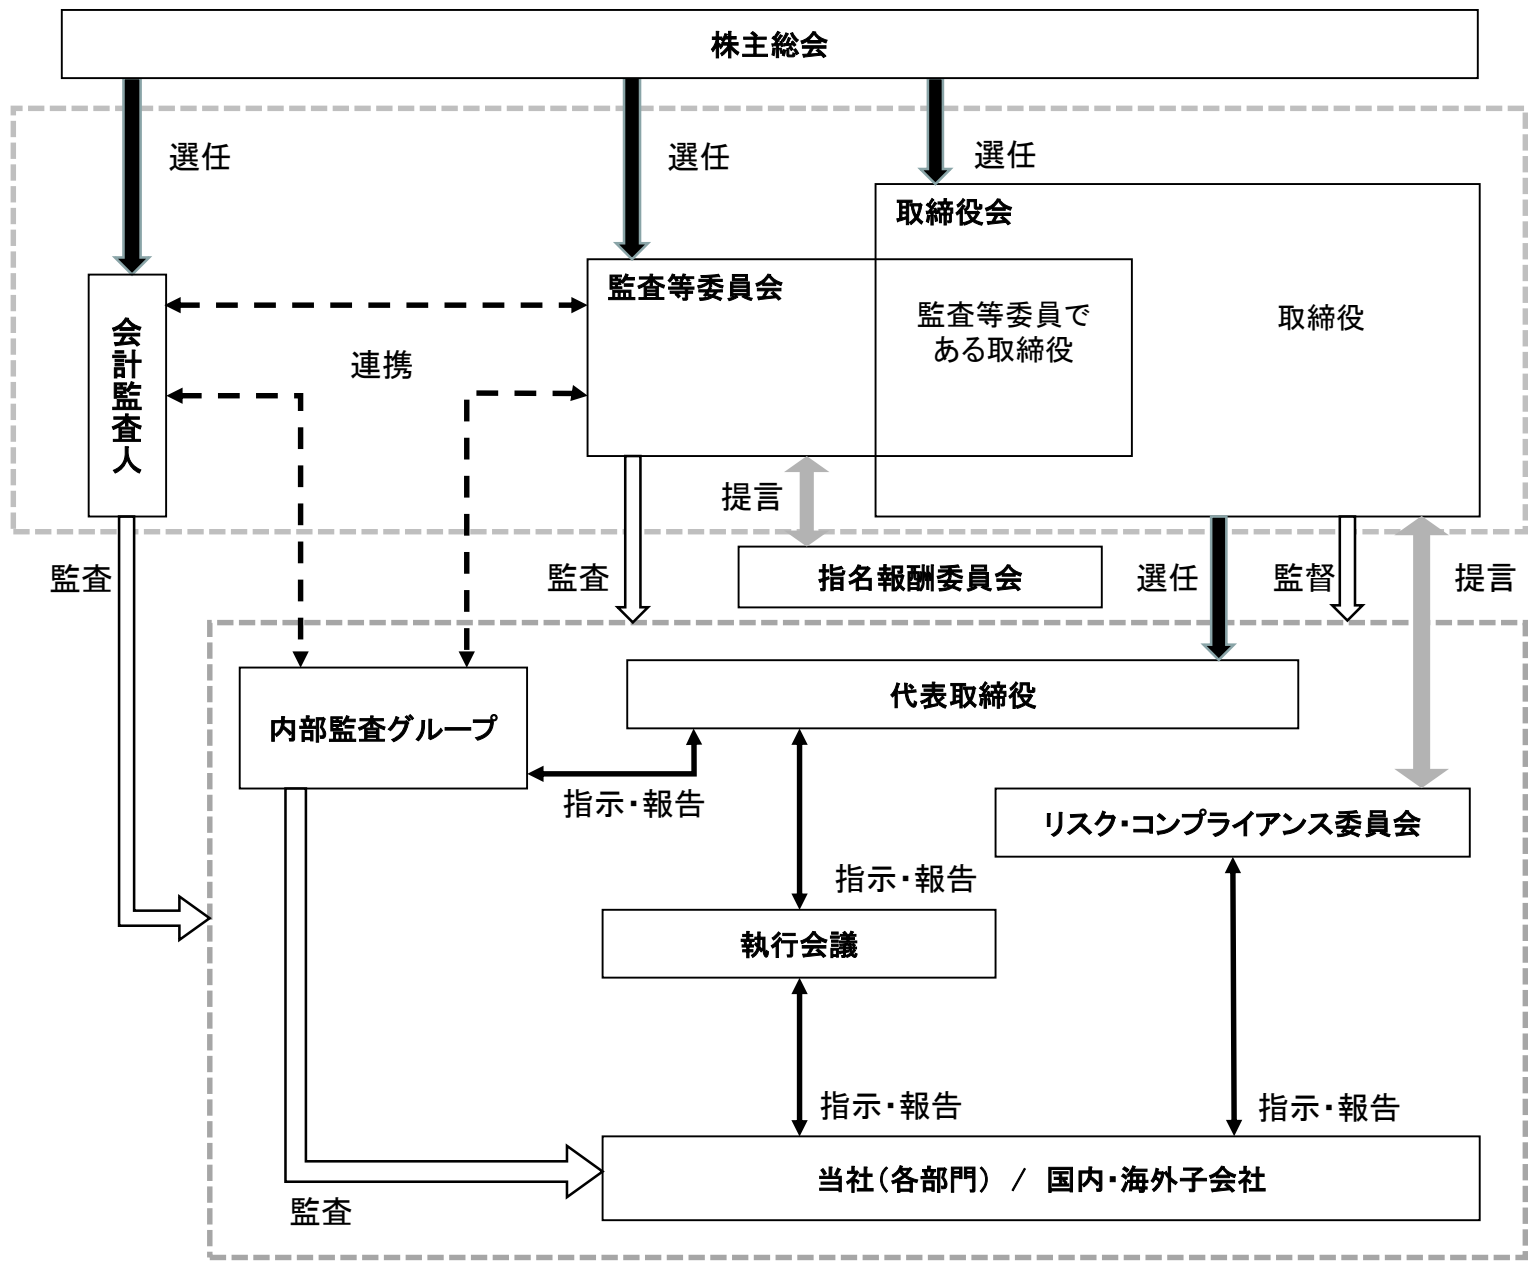 株主総会
選任
選任
選任
取締役会
監査等委員会
監査等委員で
ある取締役
取締役
会計監査人
連携
提言
監査
監査
指名報酬委員会
選任
監督
提言
代表取締役
内部監査グループ
指示・報告
リスク・コンプライアンス委員会
指示・報告
執行会議
指示・報告
指示・報告
当社（各部門） / 国内・海外子会社
監査